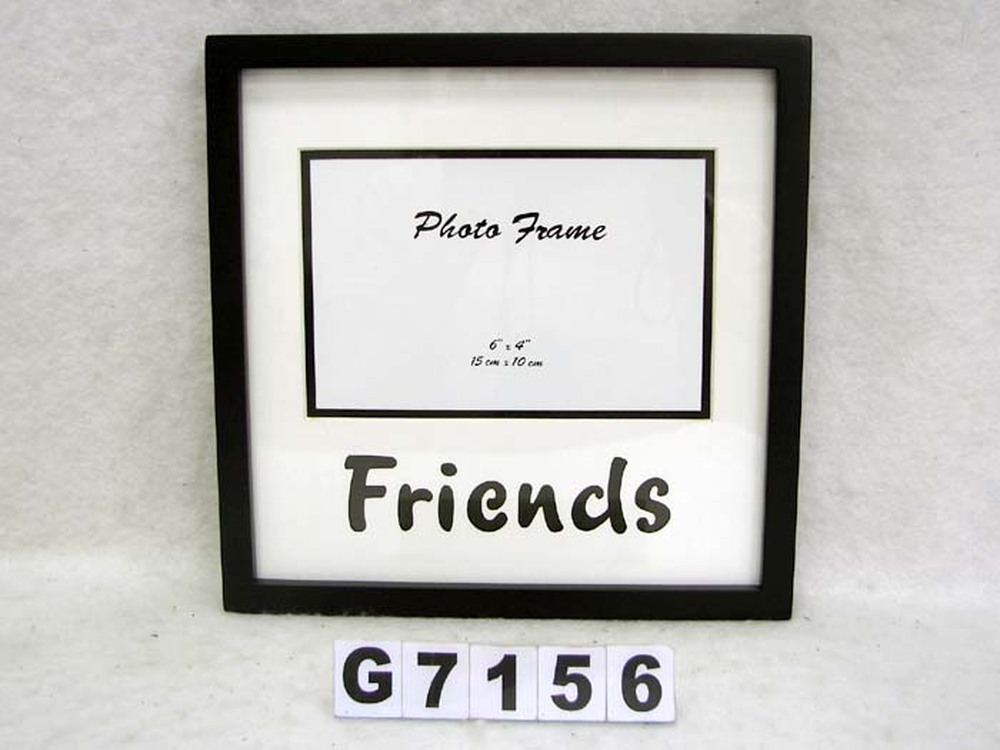 Photo Frame
6" x 4"
15 cm x 10 cm
Friends
G7156